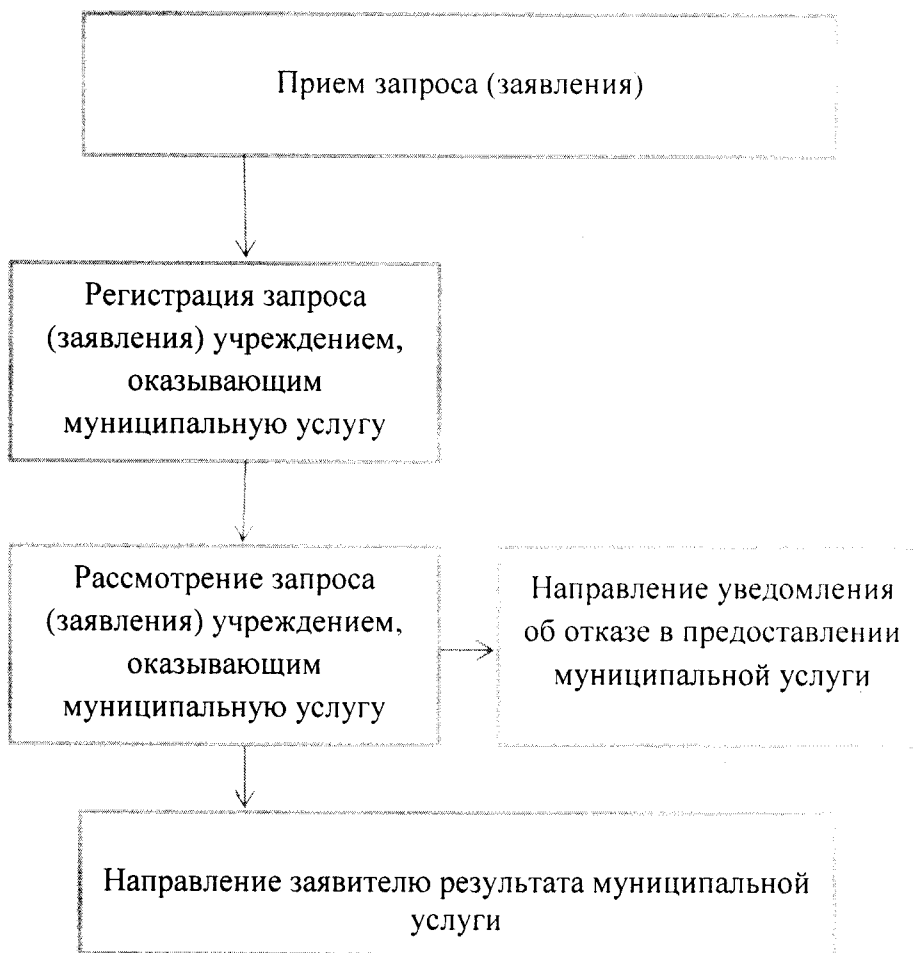 Прием запроса (заявления)
Регистрация запроса
(заявления) учреждением,
оказывающим
муниципальную услугу
Рассмотрение запроса
(заявления) учреждением,
оказывающим
муниципальную услугу
Направление уведомления
об отказе в предоставлении
муниципальной услуги
Направление заявителю результата муниципальной
услуги